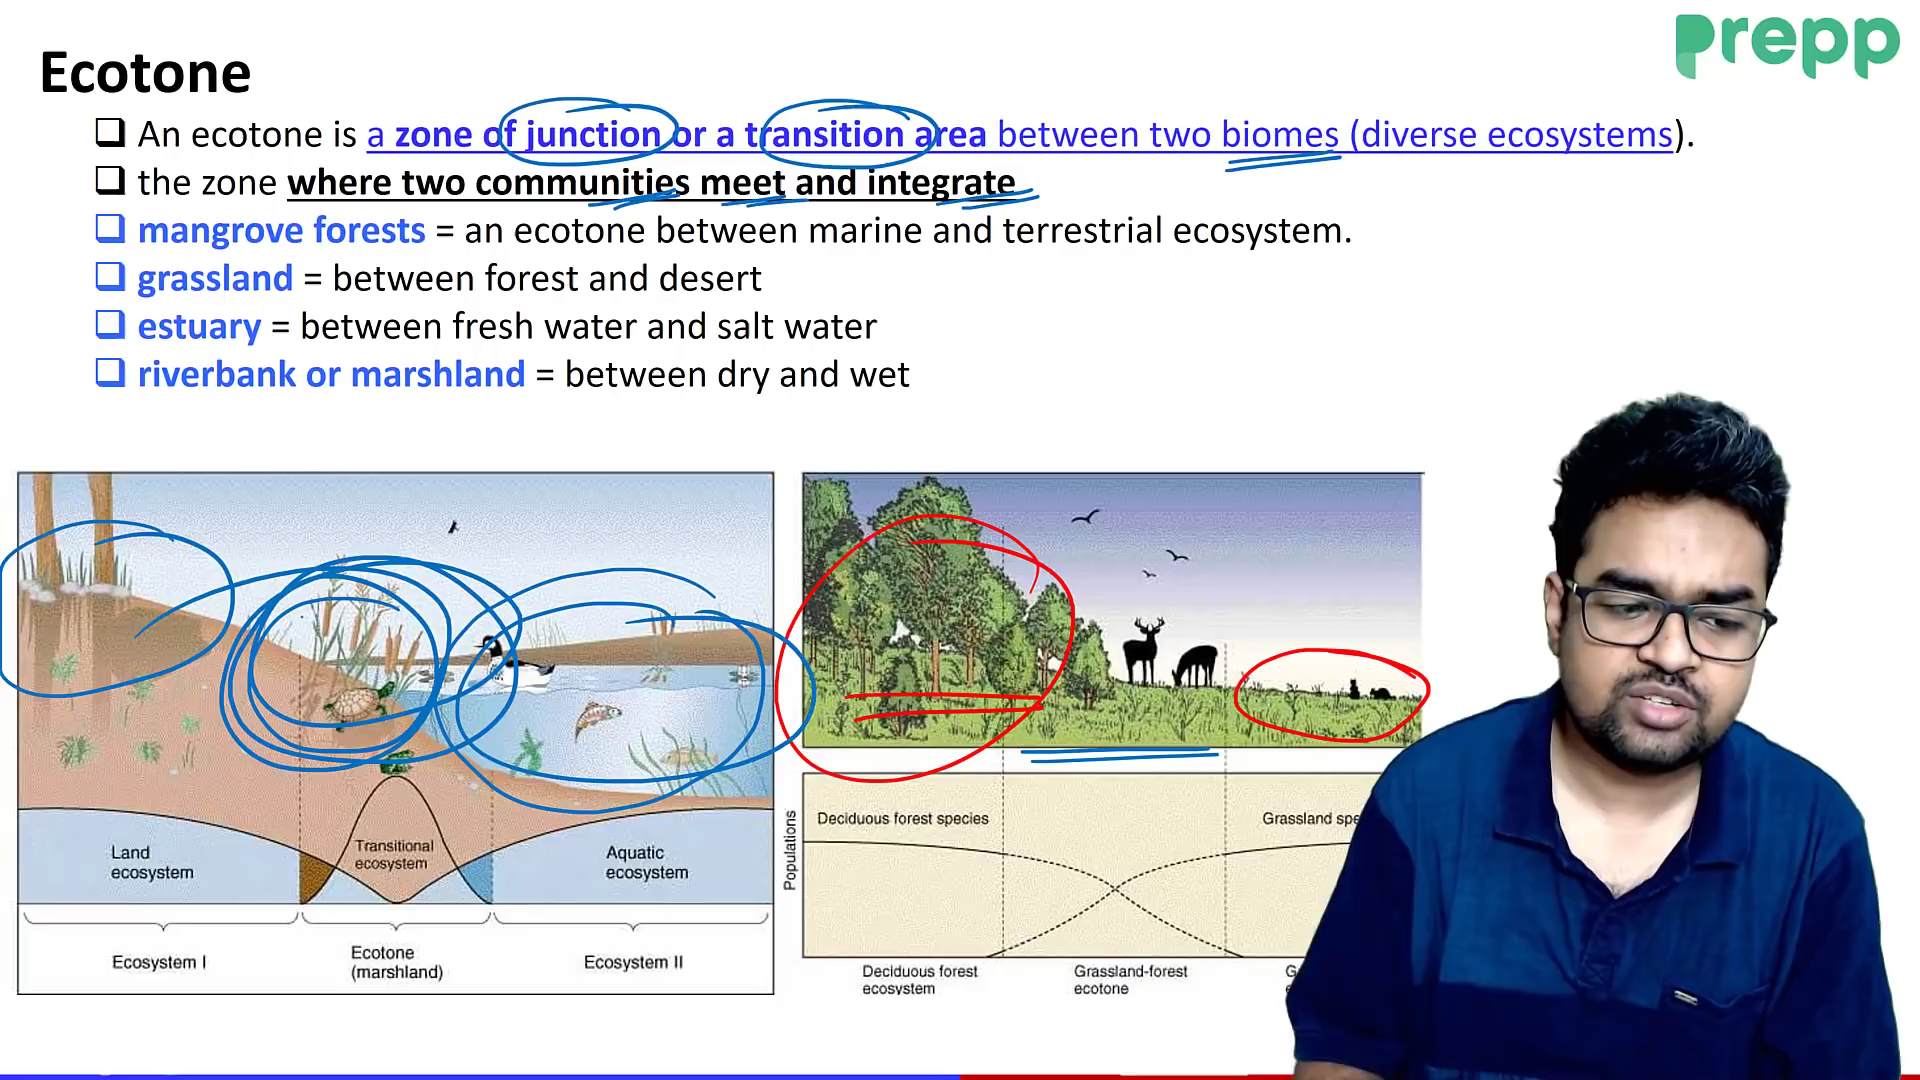 prepp
Ecotone
An ecotone is a zone of junction or a transition area between two biomes (diverse ecosystems).
the zone where two communities meet and integrate
mangrove forests = an ecotone between marine and terrestrial ecosystem.
grassland = between forest and desert
estuary = between fresh water and salt water
riverbank or marshland = between dry and wet
Land
ecosystem
Transitional
ecosystem
Aquatic
ecosystem
Ecosystem I
Ecotone
(marshland)
Ecosystem II
Populations
Deciduous forest species
Grassland
Deciduous forest
ecosystem
Grassland-forest
ecotone